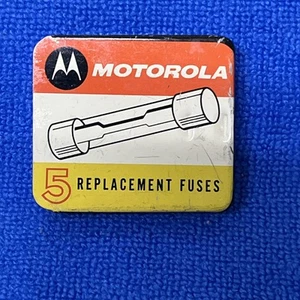 MOTOROLA
5 REPLACEMENT FUSES